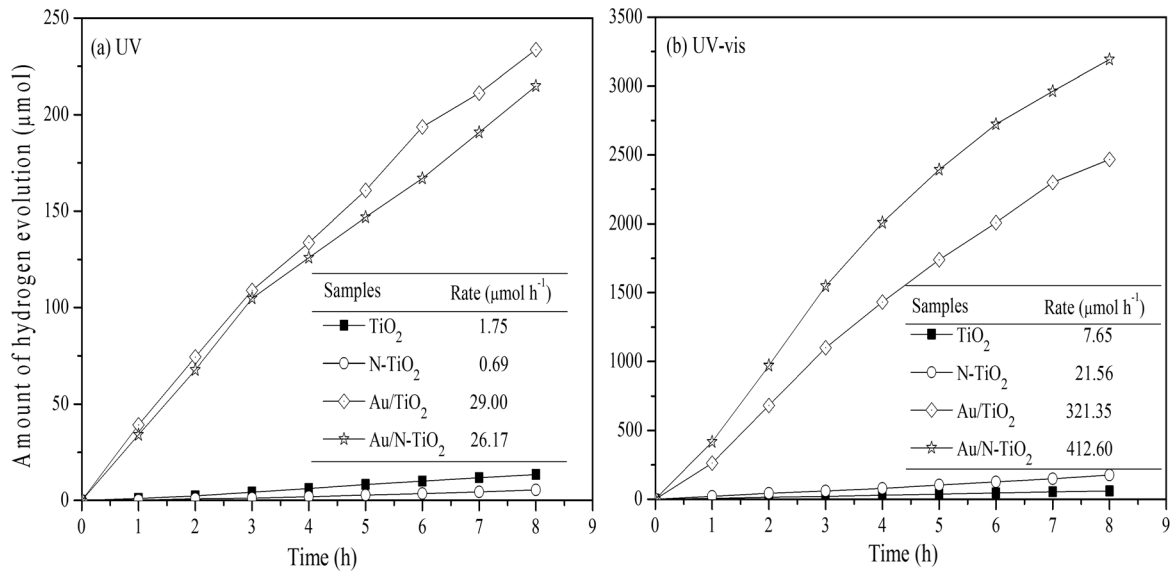 Amount of hydrogen evolution (μmol)
(a) UV
250
200
150
100
50
0
Samples Rate (μmol h⁻¹)
TiO₂ 1.75
N-TiO₂ 0.69
Au/TiO₂ 29.00
Au/N-TiO₂ 26.17
0 1 2 3 4 5 6 7 8 9
Time (h)
(b) UV-vis
3500
3000
2500
2000
1500
1000
500
0
Samples Rate (μmol h⁻¹)
TiO₂ 7.65
N-TiO₂ 21.56
Au/TiO₂ 321.35
Au/N-TiO₂ 412.60
0 1 2 3 4 5 6 7 8 9
Time (h)